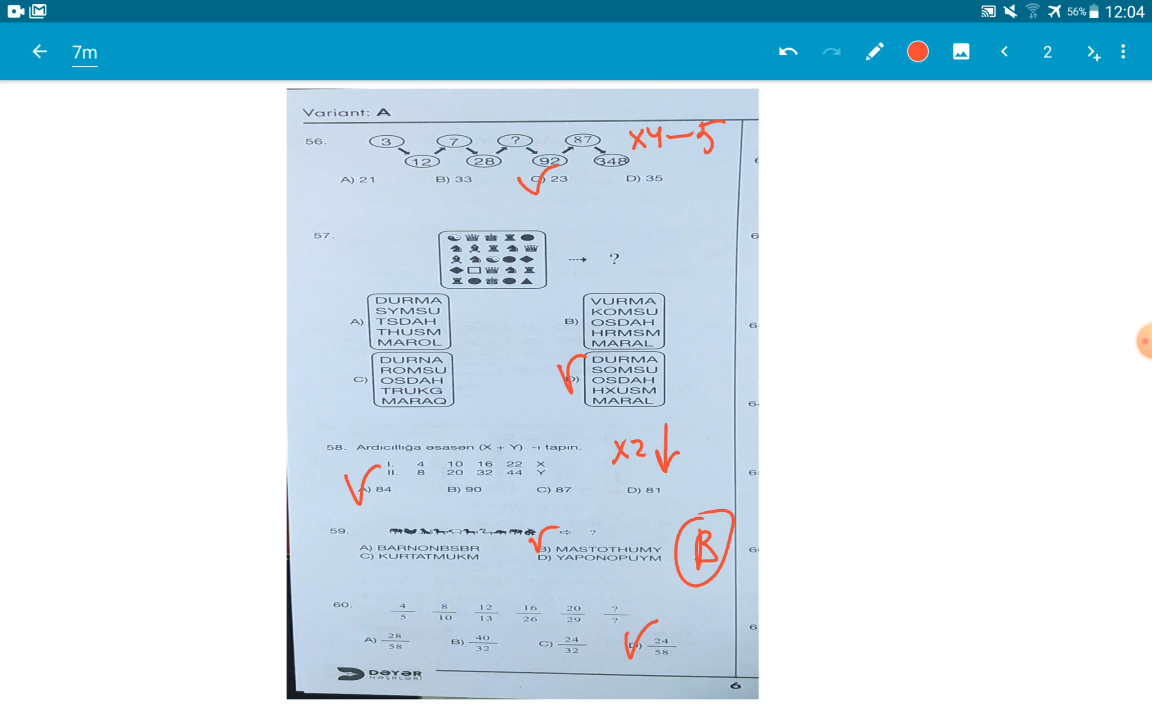 56% 12:04
7m
2
Variant: A
56. 3 7 ? 87
12 28 92 348
x4-5
A) 21 B) 33 C) 23 D) 35
57.
?
A) DURMA
SYMSU
TSDAH
THUSM
MAROL
B) VURMA
KOMSU
OSDAH
HRMSM
MARAL
C) DURNA
ROMSU
OSDAH
TRUKG
MARAQ
D) DURMA
SOMSU
OSDAH
HXUSM
MARAL
58. Ardıcıllığa əsasən (X + Y) -i tapın.
x2
I. 4 10 16 22 X
II. 8 20 32 44 Y
A) 84 B) 90 C) 87 D) 81
59. ?
A) BARNONBSBR B) MASTOTHUMY
C) KURTATMUKM D) YAPONOPUYM
B
60. 4/5 8/10 12/13 16/26 20/29 ?/?
A) 28/58 B) 40/32 C) 24/32 D) 24/58
DƏYƏR
NƏŞRLƏRİ
6